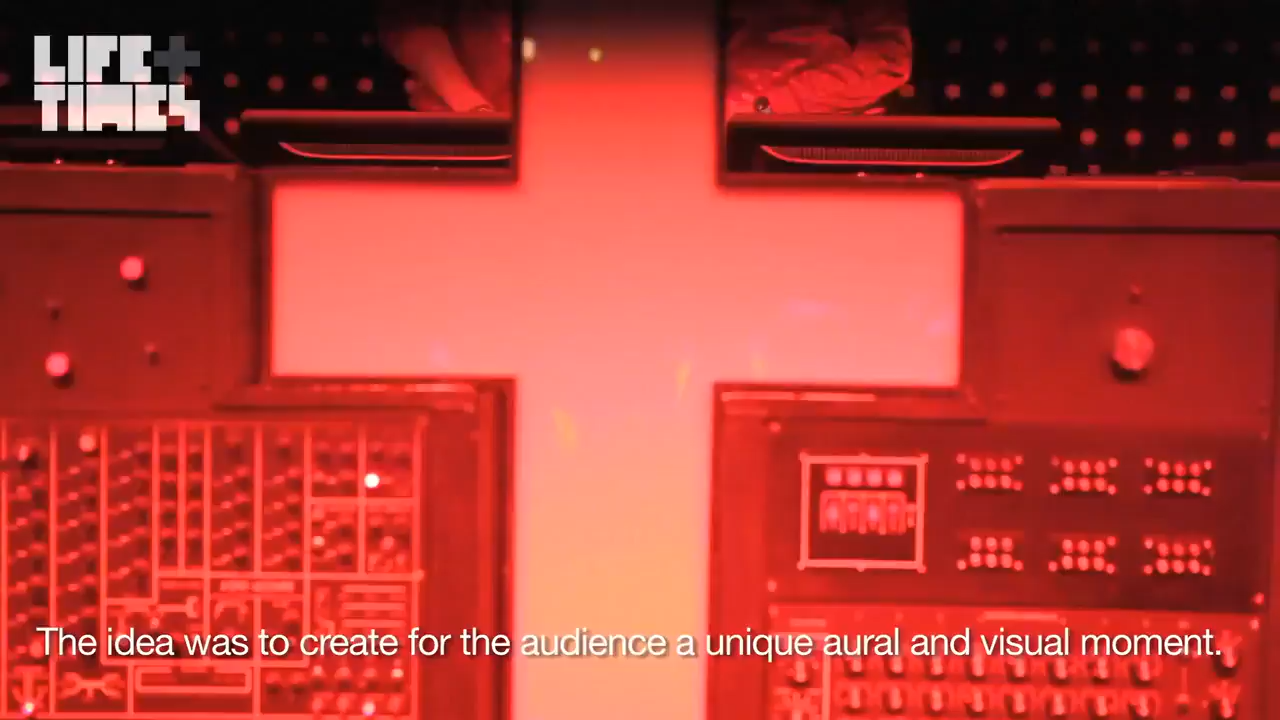 LIFE+
TIMES
The idea was to create for the audience a unique aural and visual moment.